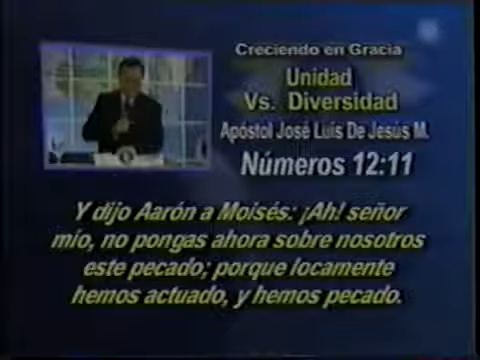 Creciendo en Gracia
Unidad
Vs. Diversidad
Apóstol José Luis De Jesús M.
Números 12:11
Y dijo Aarón a Moisés: ¡Ah! señor
mío, no pongas ahora sobre nosotros
este pecado; porque locamente
hemos actuado, y hemos pecado.